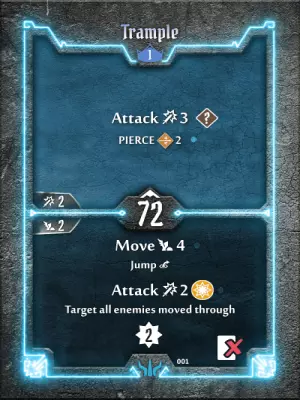 Trample
1
Attack 3 ?
PIERCE 2
2
72
2
Move 4
Jump
Attack 2
Target all enemies moved through
2
001